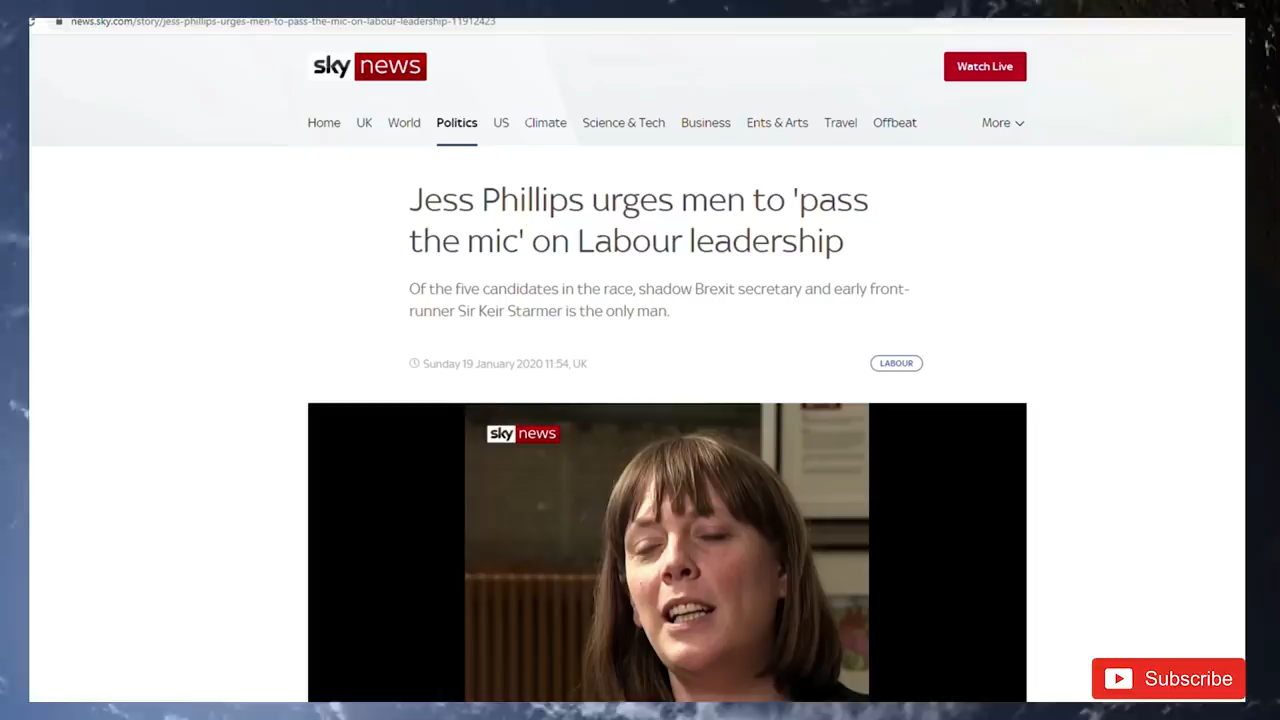 news.sky.com/story/jess-phillips-urges-men-to-pass-the-mic-on-labour-leadership-11912423
sky news
Watch Live
Home UK World Politics US Climate Science & Tech Business Ents & Arts Travel Offbeat More
Jess Phillips urges men to 'pass
the mic' on Labour leadership
Of the five candidates in the race, shadow Brexit secretary and early front-
runner Sir Keir Starmer is the only man.
Sunday 19 January 2020 11:54, UK
LABOUR
sky news
Subscribe